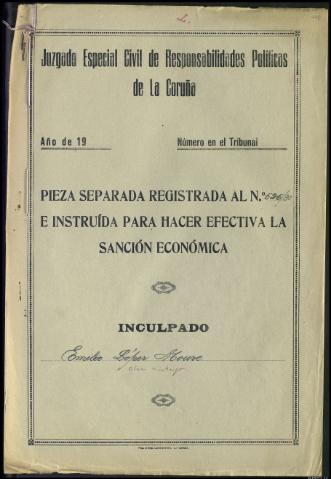 L.
Juzgado Especial Civil de Responsabilidades Políticas
de La Coruña
Año de 19
Número en el Tribunal
PIEZA SEPARADA REGISTRADA AL N.º
E INSTRUÍDA PARA HACER EFECTIVA LA
SANCIÓN ECONÓMICA
INCULPADO
Emilio López Moure